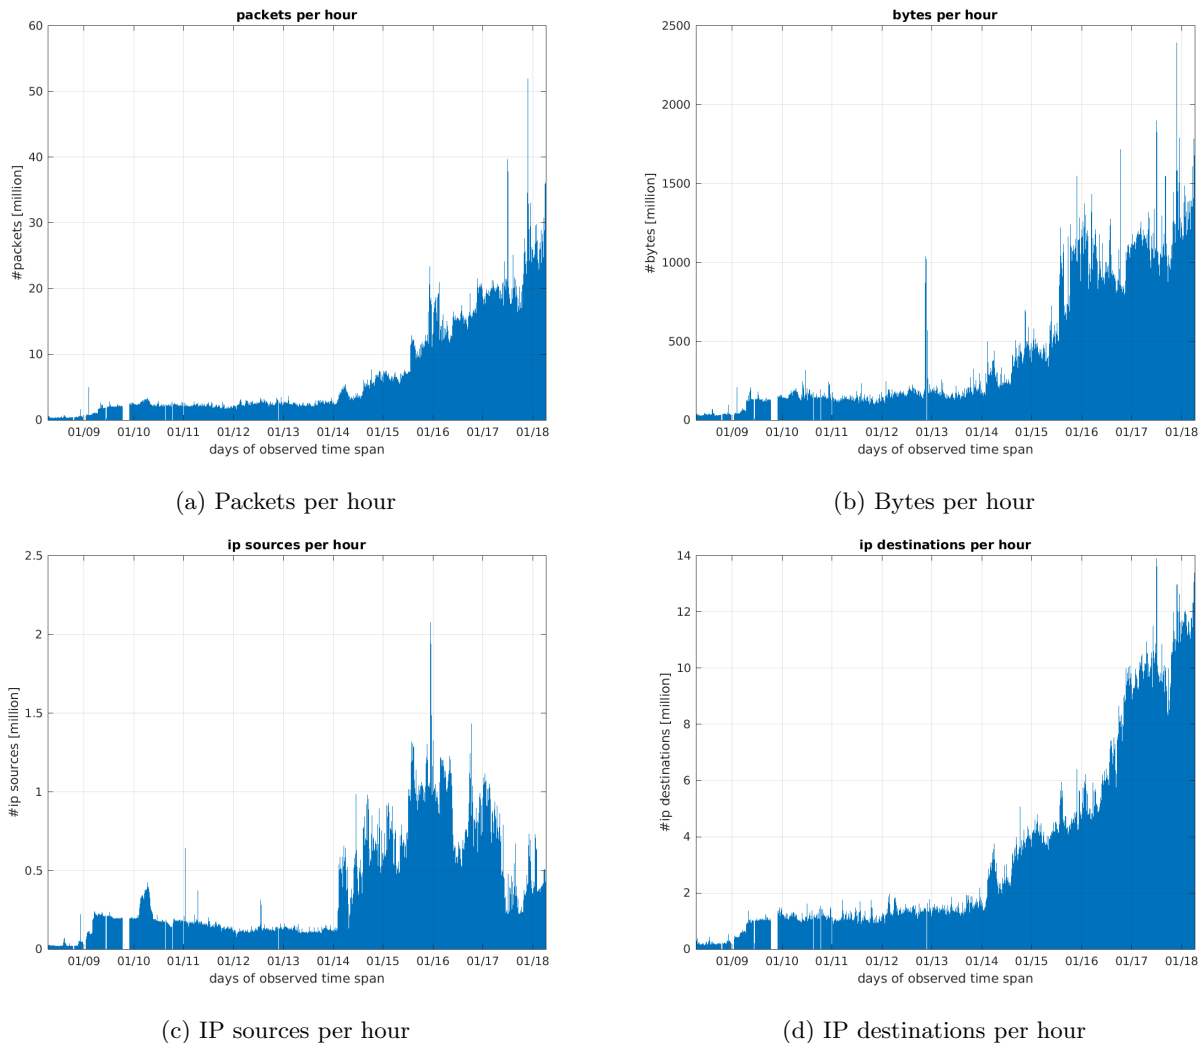 packets per hour
60
50
40
30
20
10
0
#packets [million]
01/09 01/10 01/11 01/12 01/13 01/14 01/15 01/16 01/17 01/18
days of observed time span
(a) Packets per hour
bytes per hour
2500
2000
1500
1000
500
0
#bytes [million]
01/09 01/10 01/11 01/12 01/13 01/14 01/15 01/16 01/17 01/18
days of observed time span
(b) Bytes per hour
ip sources per hour
2.5
2
1.5
1
0.5
0
#ip sources [million]
01/09 01/10 01/11 01/12 01/13 01/14 01/15 01/16 01/17 01/18
days of observed time span
(c) IP sources per hour
ip destinations per hour
14
12
10
8
6
4
2
0
#ip destinations [million]
01/09 01/10 01/11 01/12 01/13 01/14 01/15 01/16 01/17 01/18
days of observed time span
(d) IP destinations per hour